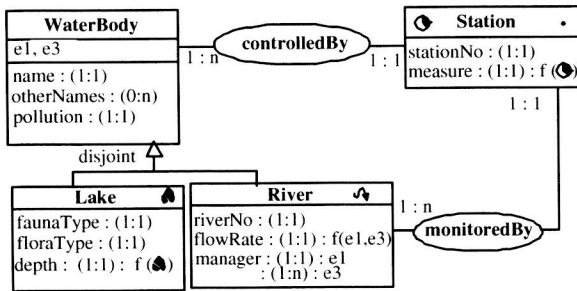 WaterBody
e1, e3
name : (1:1)
otherNames : (0:n)
pollution : (1:1)
1 : n
controlledBy
1 : 1
Station
stationNo : (1:1)
measure : (1:1) : f ( )
1 : 1
disjoint
Lake
faunaType : (1:1)
floraType : (1:1)
depth : (1:1) : f ( )
River
riverNo : (1:1)
flowRate : (1:1) : f(e1,e3)
manager : (1:1) : e1
: (1:n) : e3
1 : n
monitoredBy